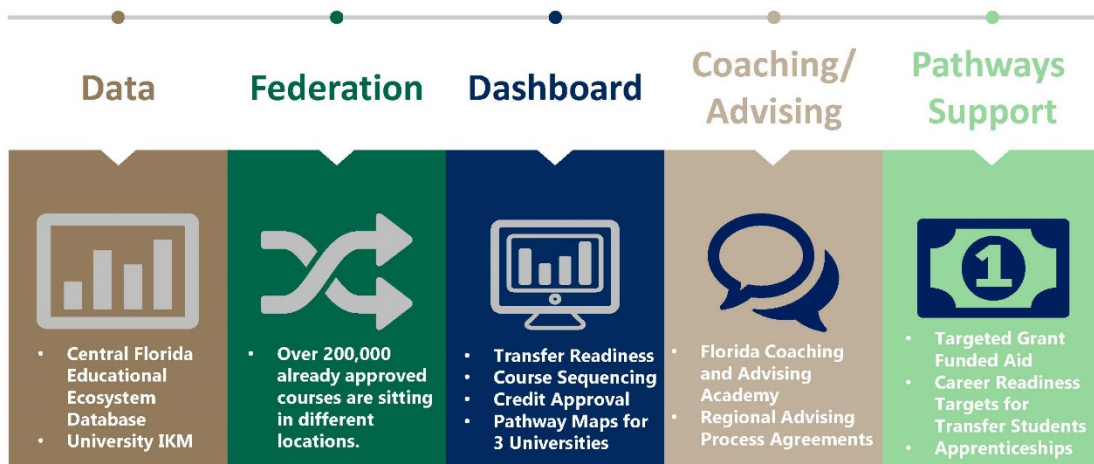 Data
Federation
Dashboard
Coaching/
Advising
Pathways
Support
• Central Florida
Educational
Ecosystem
Database
• University IKM
• Over 200,000
already approved
courses are sitting
in different
locations.
• Transfer Readiness
• Course Sequencing
• Credit Approval
• Pathway Maps for
3 Universities
• Florida Coaching
and Advising
Academy
• Regional Advising
Process Agreements
1
• Targeted Grant
Funded Aid
• Career Readiness
Targets for
Transfer Students
• Apprenticeships